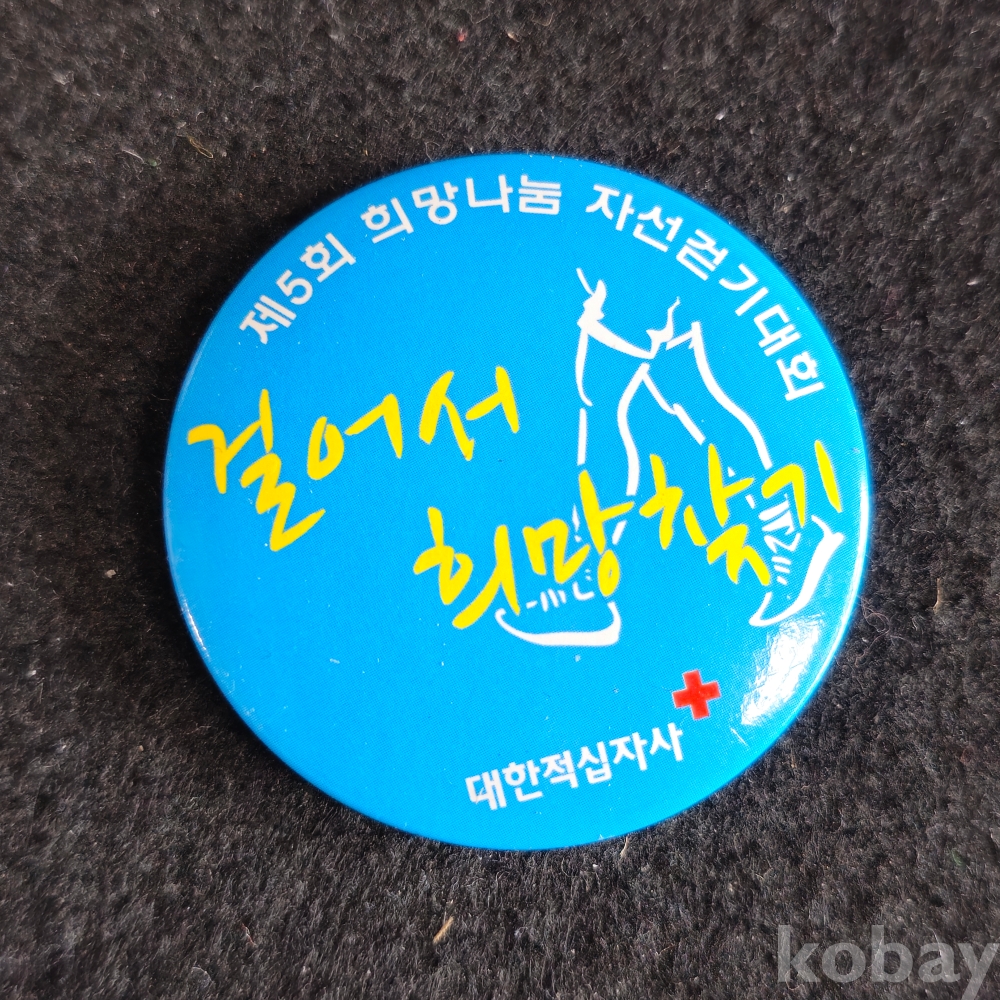 제5회 희망나눔 자선걷기대회
걸어서
희망찾기
대한적십자사
kobay